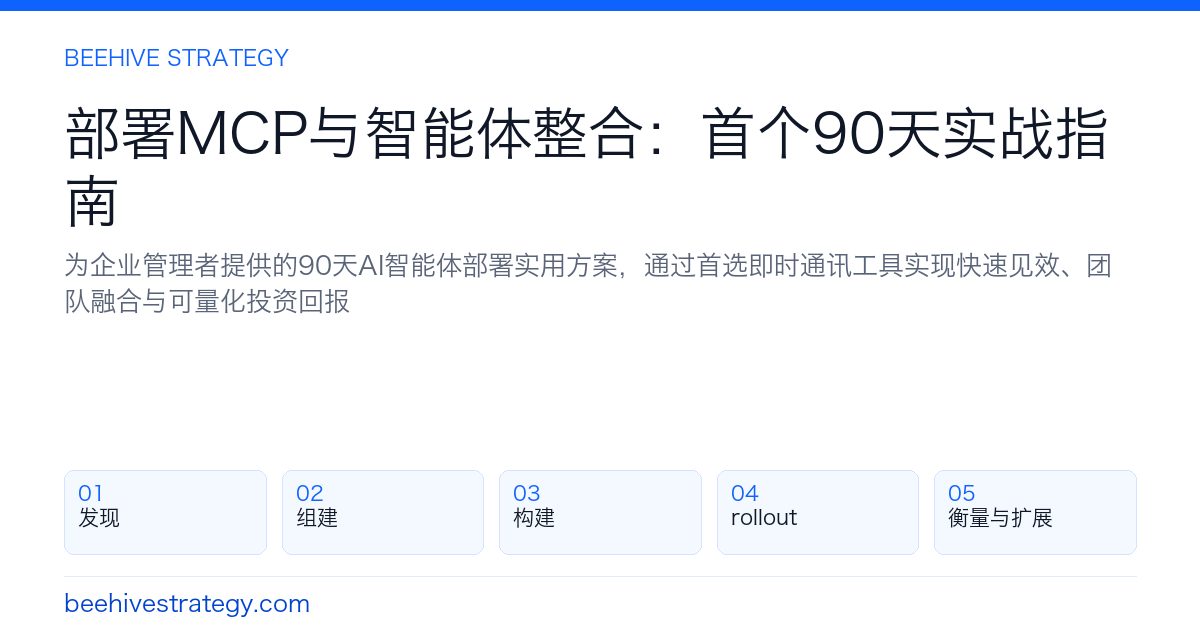 BEEHIVE STRATEGY
部署MCP与智能体整合：首个90天实战指
南
为企业管理者提供的90天AI智能体部署实用方案，通过首选即时通讯工具实现快速见效、团
队融合与可量化投资回报
01
发现
02
组建
03
构建
04
rollout
05
衡量与扩展
beehivestrategy.com